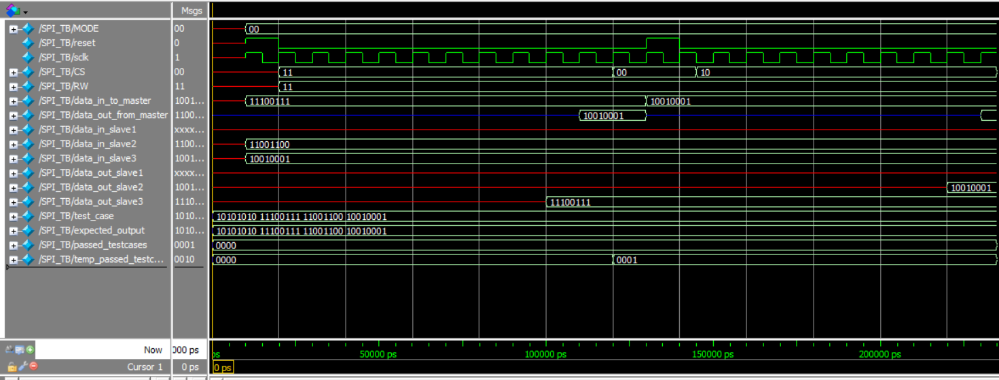 Msgs
/SPI_TB/MODE 00 00
/SPI_TB/reset 0
/SPI_TB/sclk 1
/SPI_TB/CS 00 11 00 10
/SPI_TB/RW 11 11
/SPI_TB/data_in_to_master 1001... 11100111 10010001
/SPI_TB/data_out_from_master 1100... 10010001
/SPI_TB/data_in_slave1 xxxx...
/SPI_TB/data_in_slave2 1100... 11001100
/SPI_TB/data_in_slave3 1001... 10010001
/SPI_TB/data_out_slave1 xxxx...
/SPI_TB/data_out_slave2 1001... 10010001
/SPI_TB/data_out_slave3 1110... 11100111
/SPI_TB/test_case 1010... 10101010 11100111 11001100 10010001
/SPI_TB/expected_output 1010... 10101010 11100111 11001100 10010001
/SPI_TB/passed_testcases 0001 0000
/SPI_TB/temp_passed_testc... 0010 0000 0001
Now 000 ps ps 50000 ps 100000 ps 150000 ps 200000 ps
Cursor 1 0 ps 0 ps